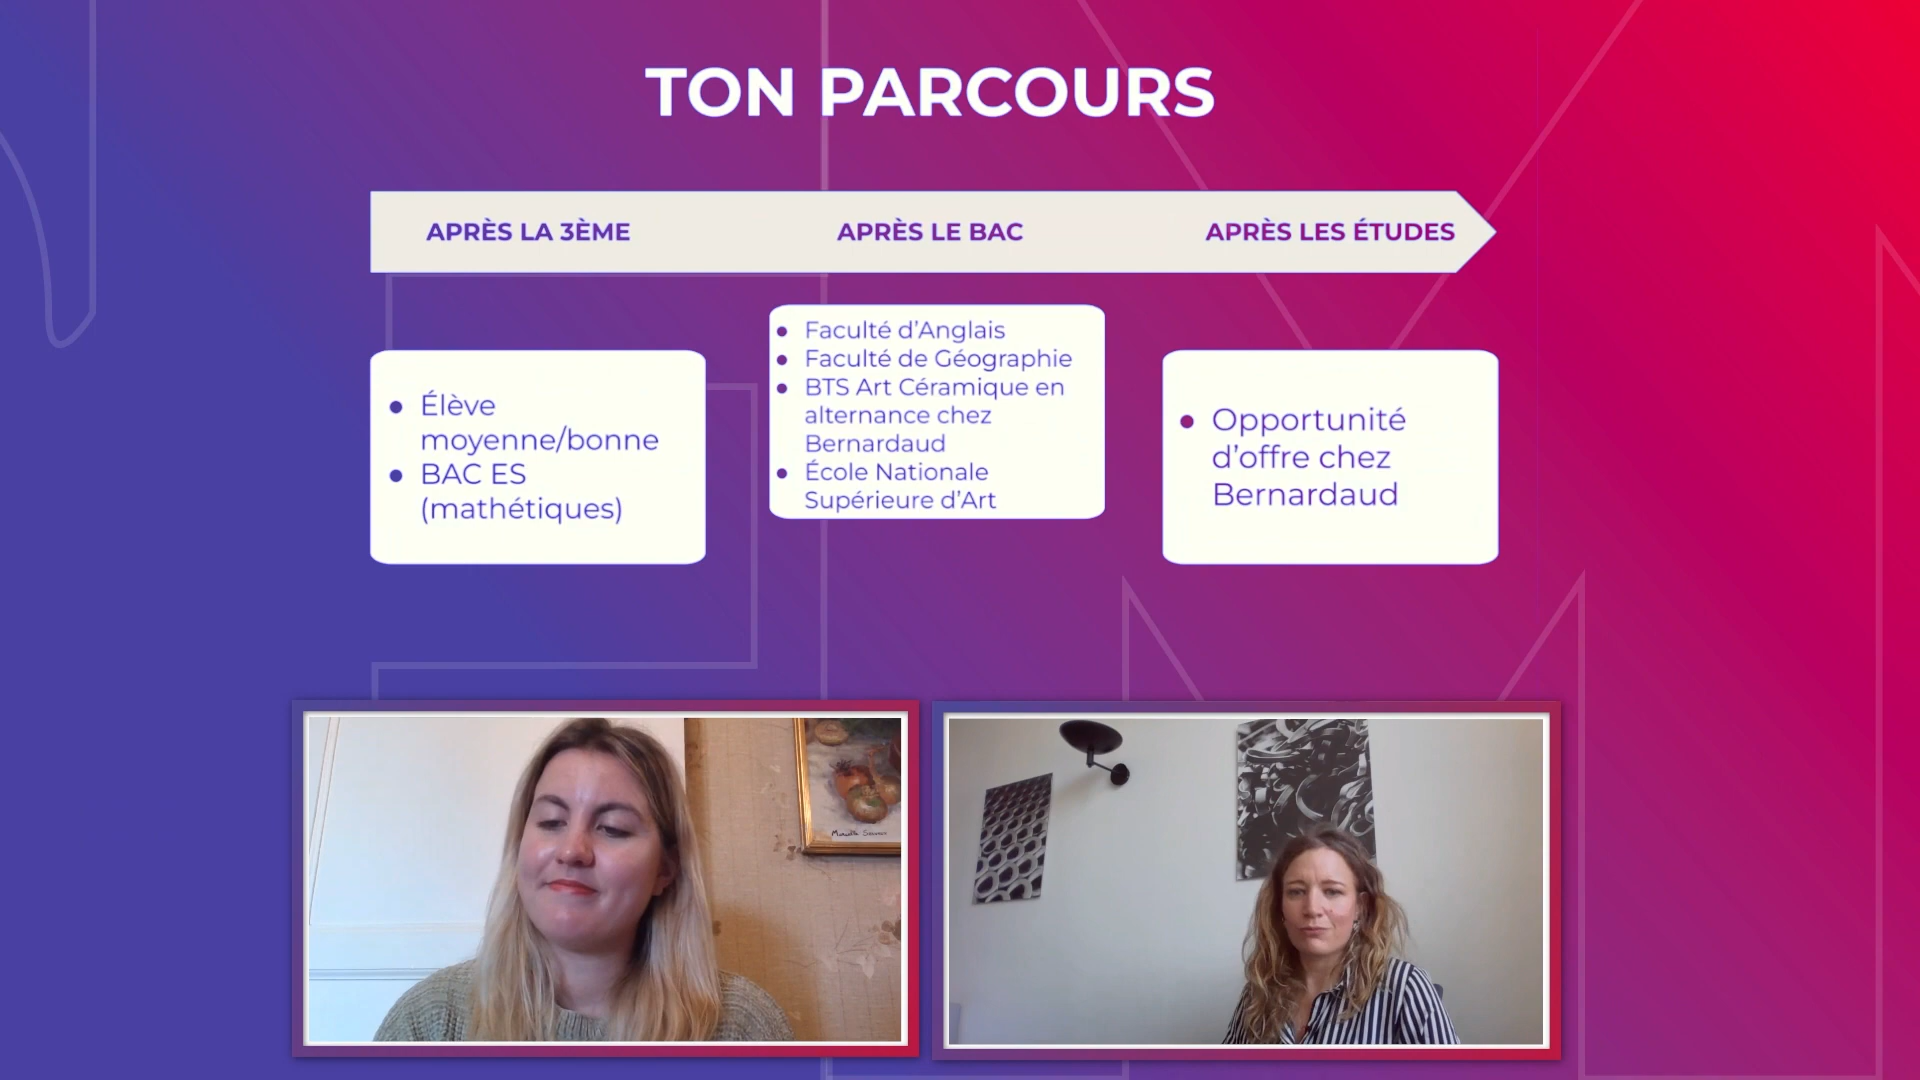 TON PARCOURS
APRÈS LA 3ÈME
APRÈS LE BAC
APRÈS LES ÉTUDES
• Élève
moyenne/bonne
• BAC ES
(mathétiques)
• Faculté d'Anglais
• Faculté de Géographie
• BTS Art Céramique en
alternance chez
Bernardaud
• École Nationale
Supérieure d'Art
• Opportunité
d'offre chez
Bernardaud